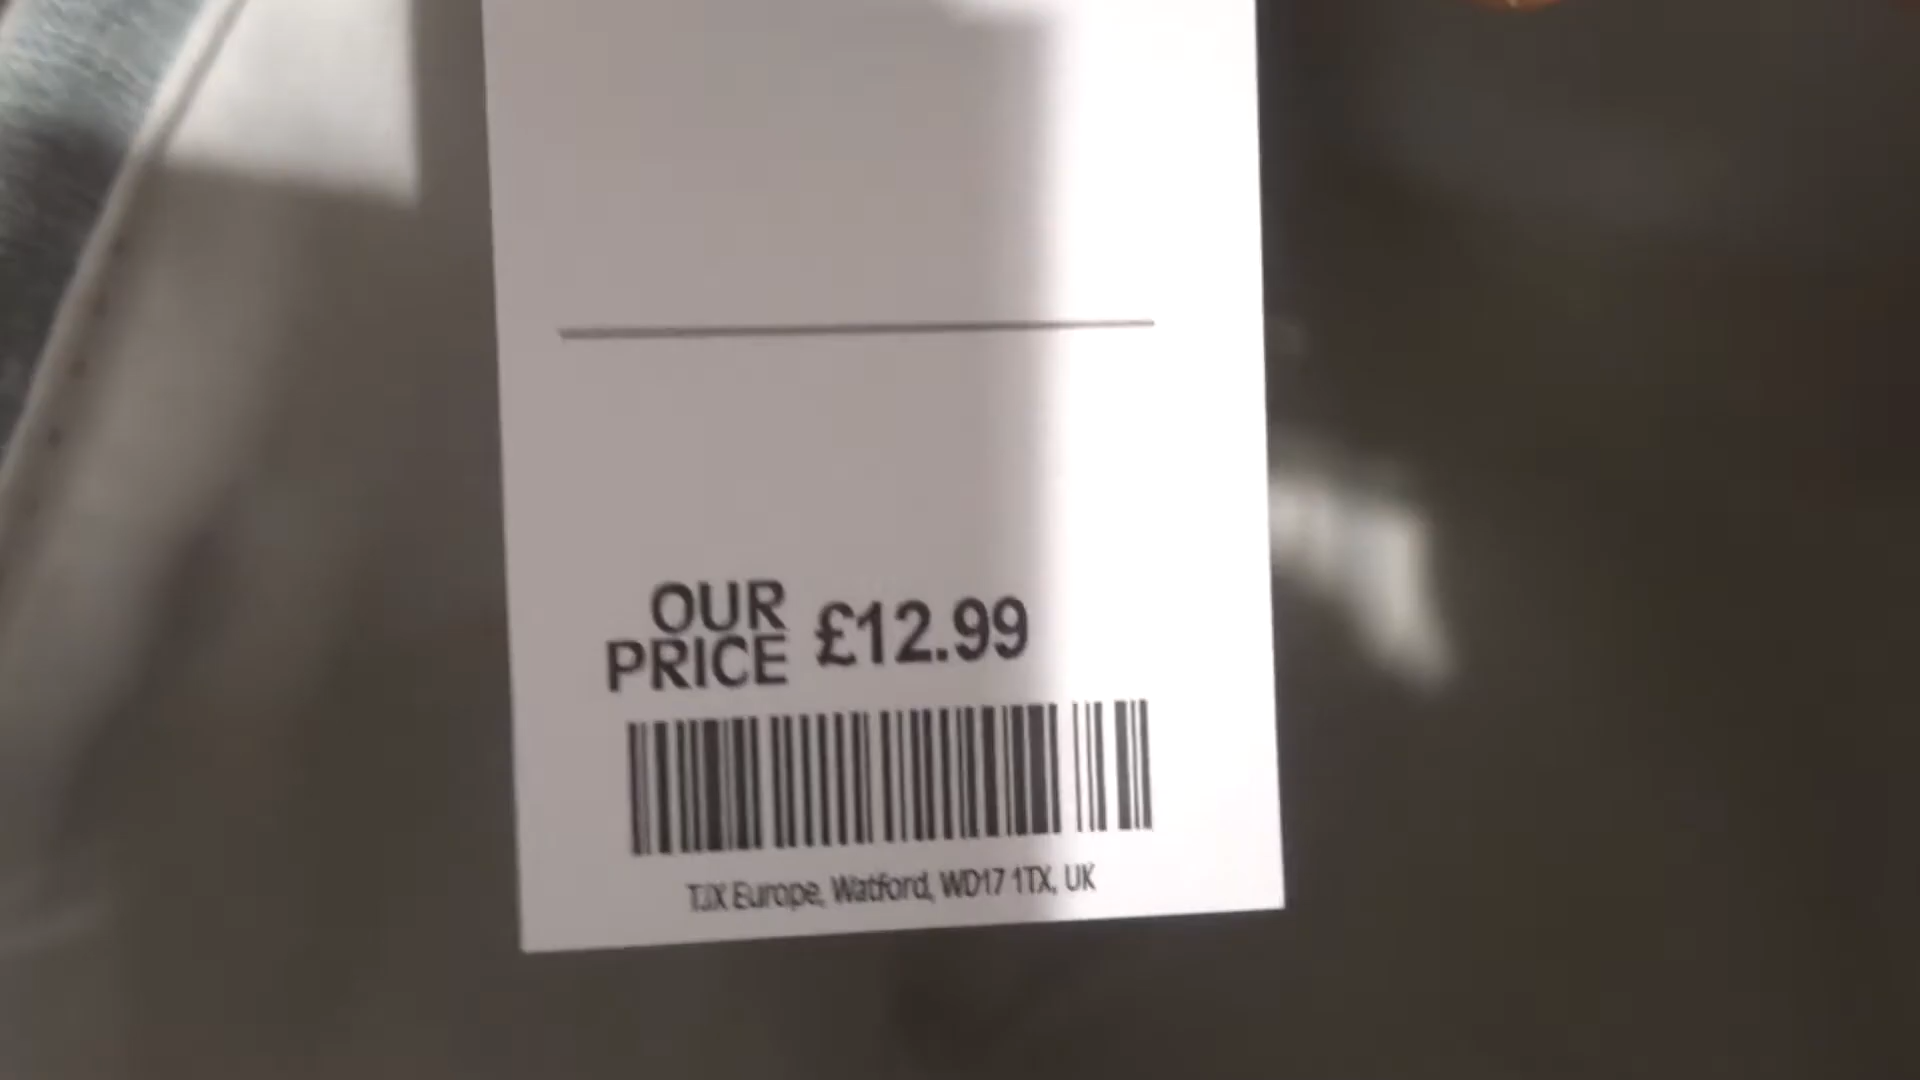 OUR
PRICE £12.99
TJX Europe, Watford, WD17 1TX, UK